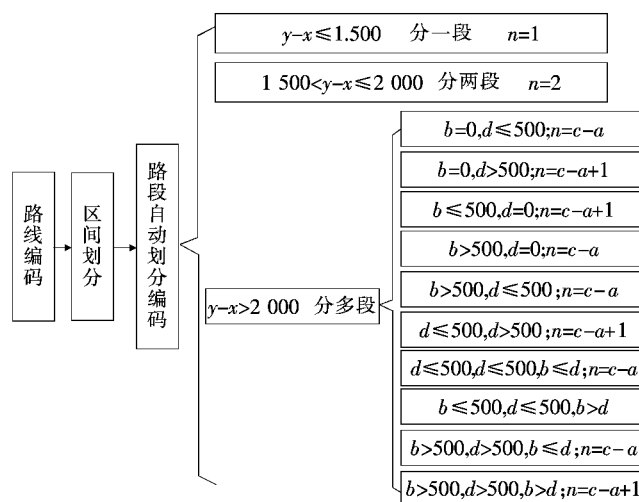 路线编码
区间划分
路段自动划分编码
y-x≤1.500 分一段 n=1
1 500<y-x≤2 000 分两段 n=2
y-x>2 000 分多段
b=0,d≤500;n=c-a
b=0,d>500;n=c-a+1
b≤500,d=0;n=c-a+1
b>500,d=0;n=c-a
b>500,d≤500;n=c-a
d≤500,d>500;n=c-a+1
d≤500,d≤500,b≤d;n=c-a
b≤500,d≤500,b>d
b>500,d>500,b≤d;n=c-a
b>500,d>500,b>d;n=c-a+1